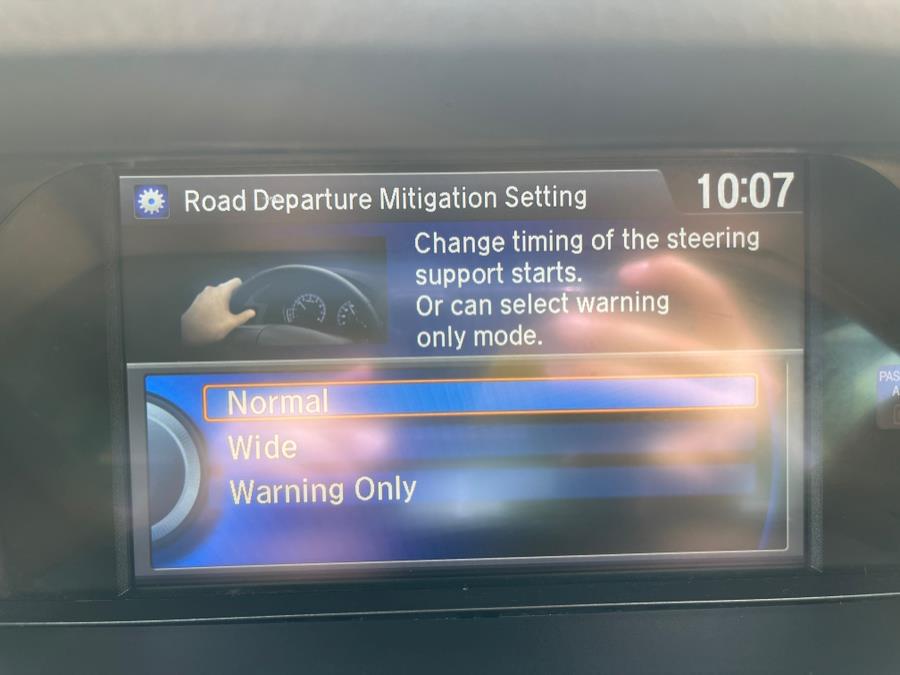 Road Departure Mitigation Setting
10:07
Change timing of the steering
support starts.
Or can select warning
only mode.
Normal
Wide
Warning Only
PAS
A